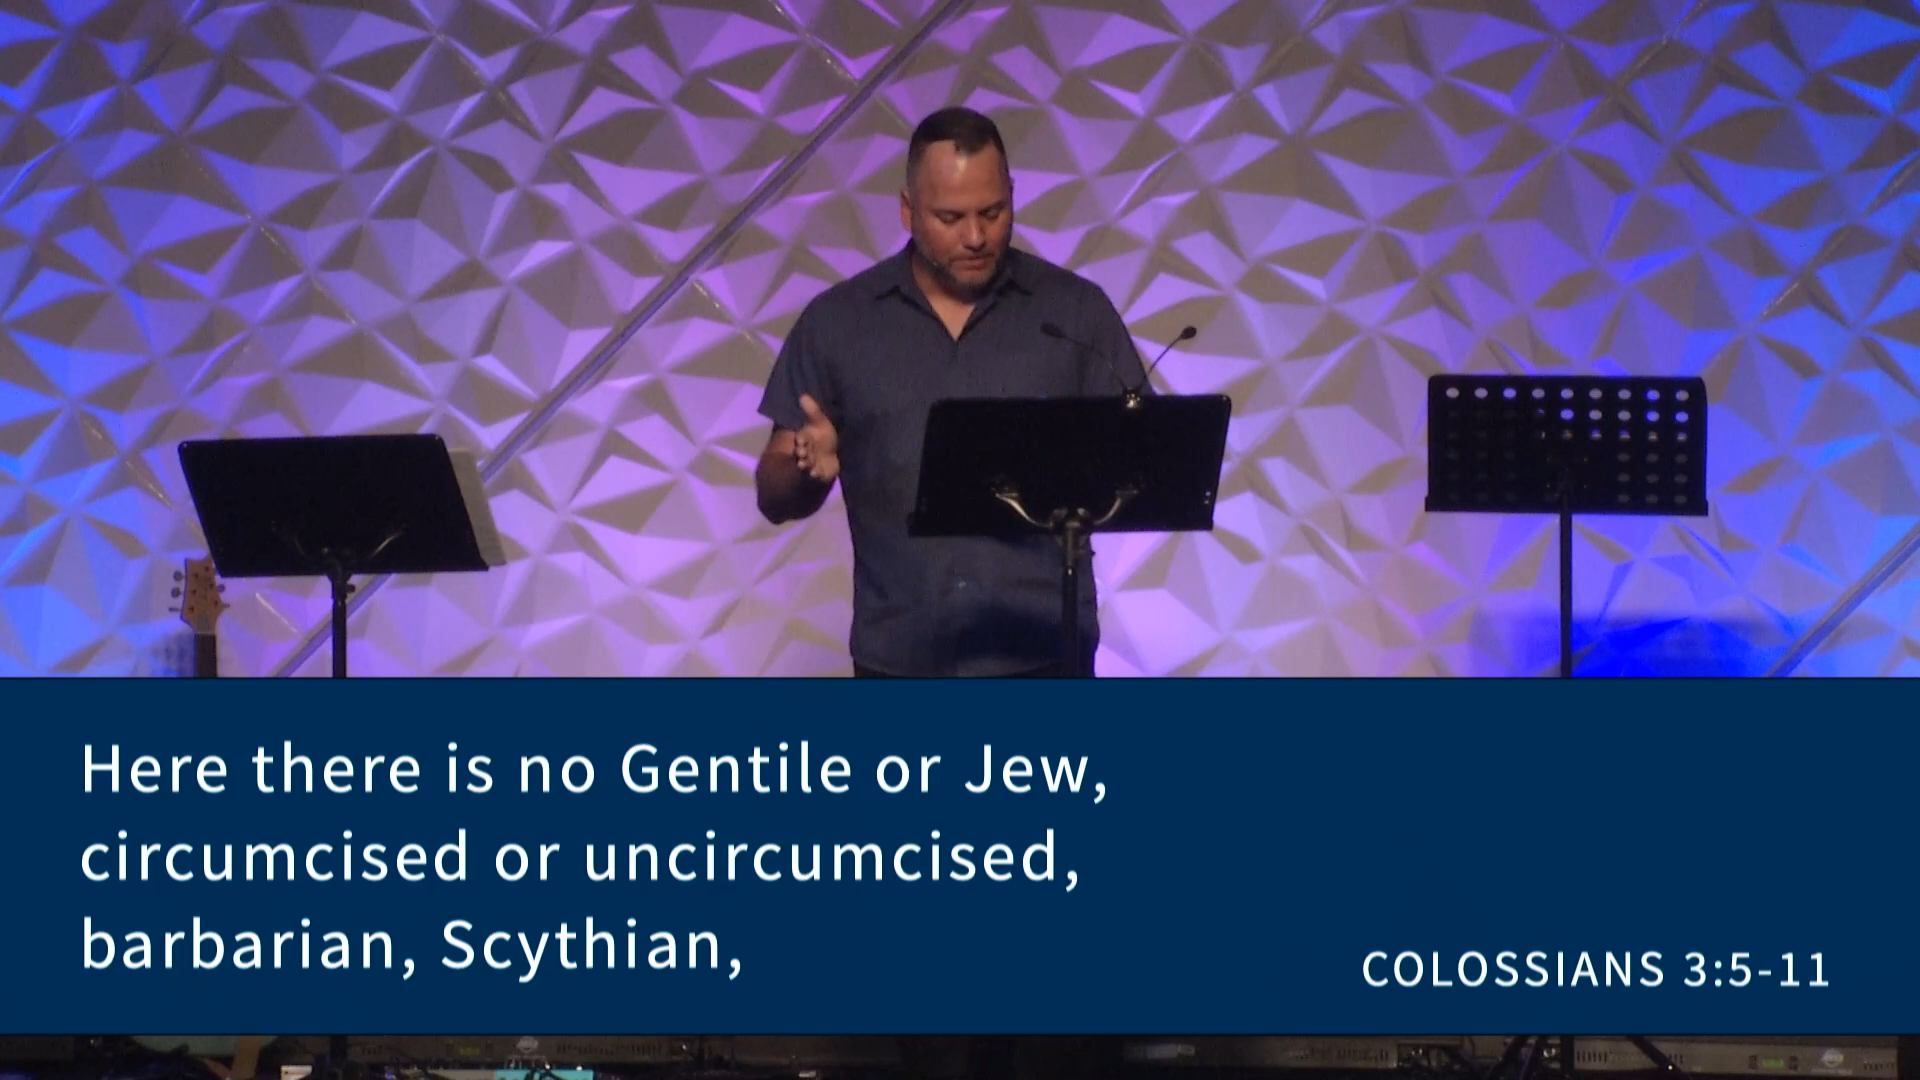 Here there is no Gentile or Jew,
circumcised or uncircumcised,
barbarian, Scythian,
COLOSSIANS 3:5-11